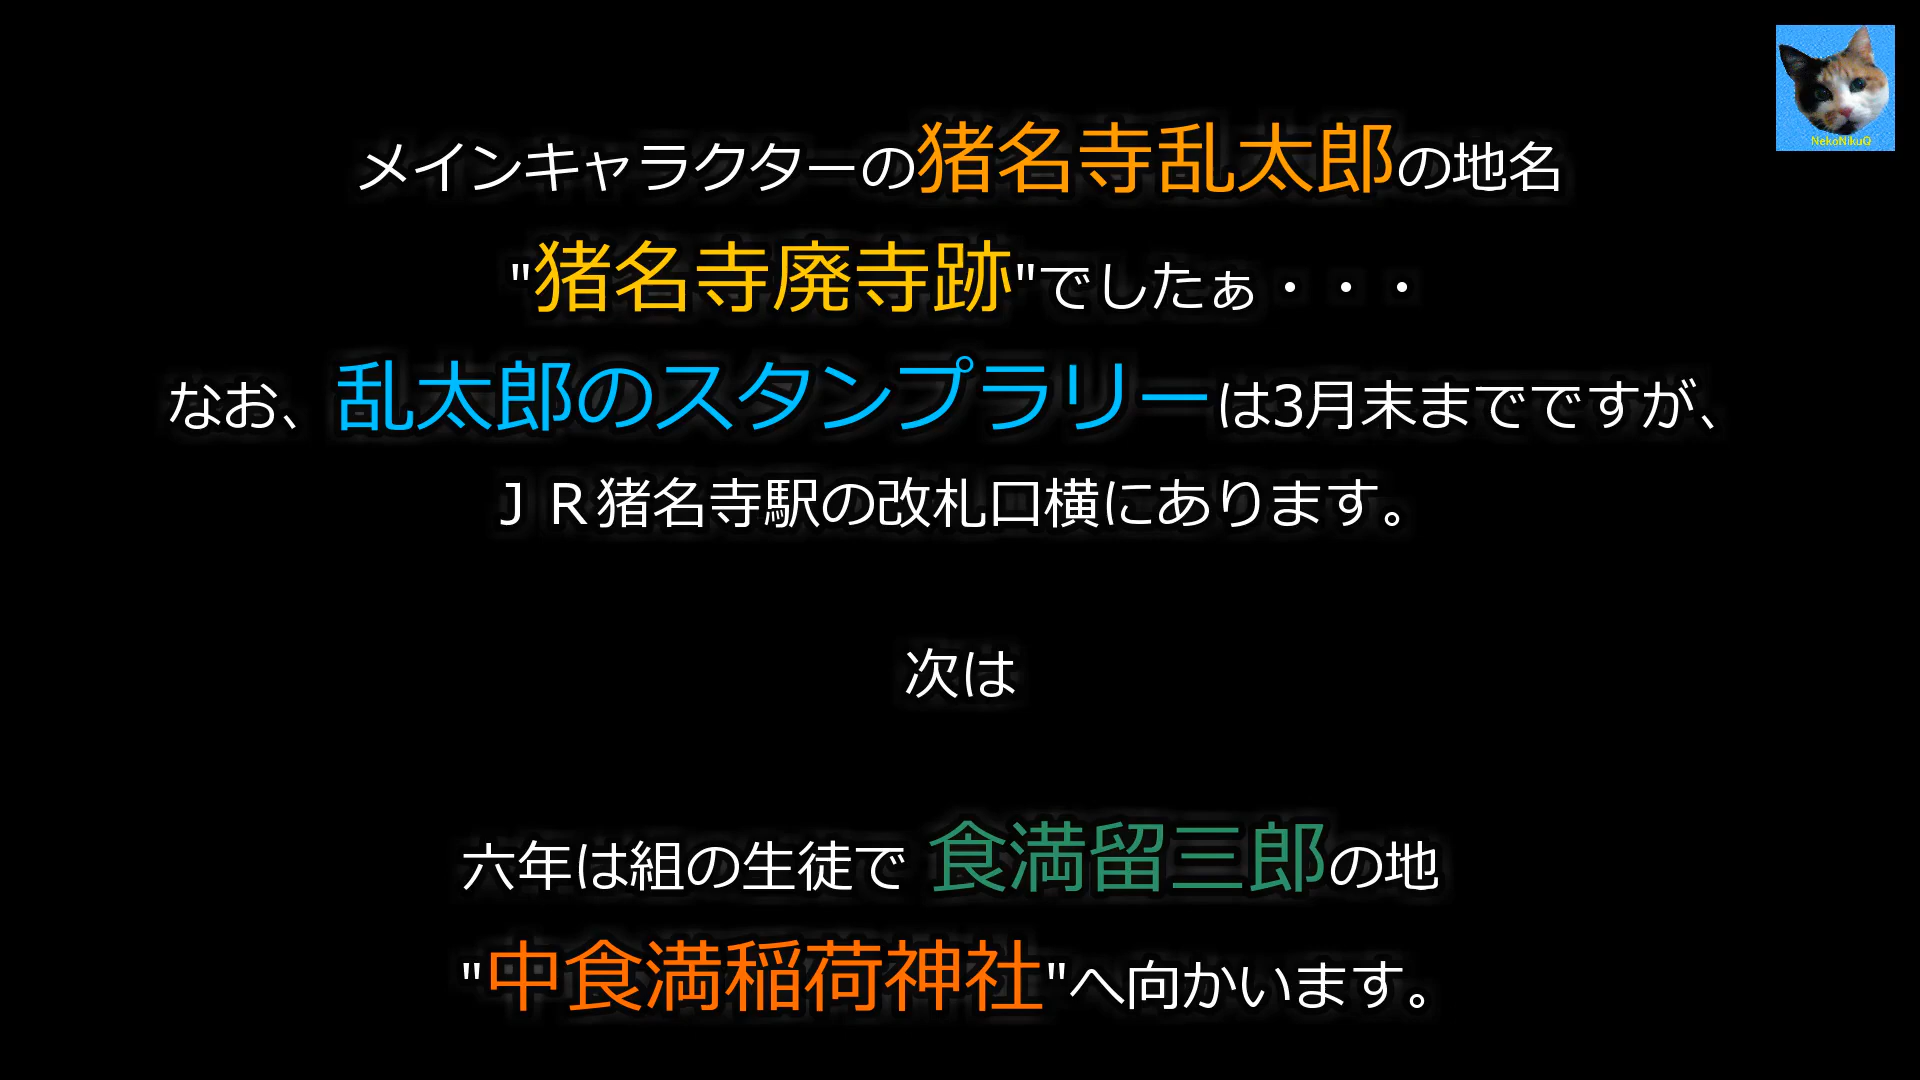 メインキャラクターの猪名寺乱太郎の地名
"猪名寺廃寺跡"でしたぁ・・・
なお、乱太郎のスタンプラリーは3月末までですが、
ＪＲ猪名寺駅の改札口横にあります。
次は
六年は組の生徒で 食満留三郎の地
"中食満稲荷神社"へ向かいます。
NekoNikuQ